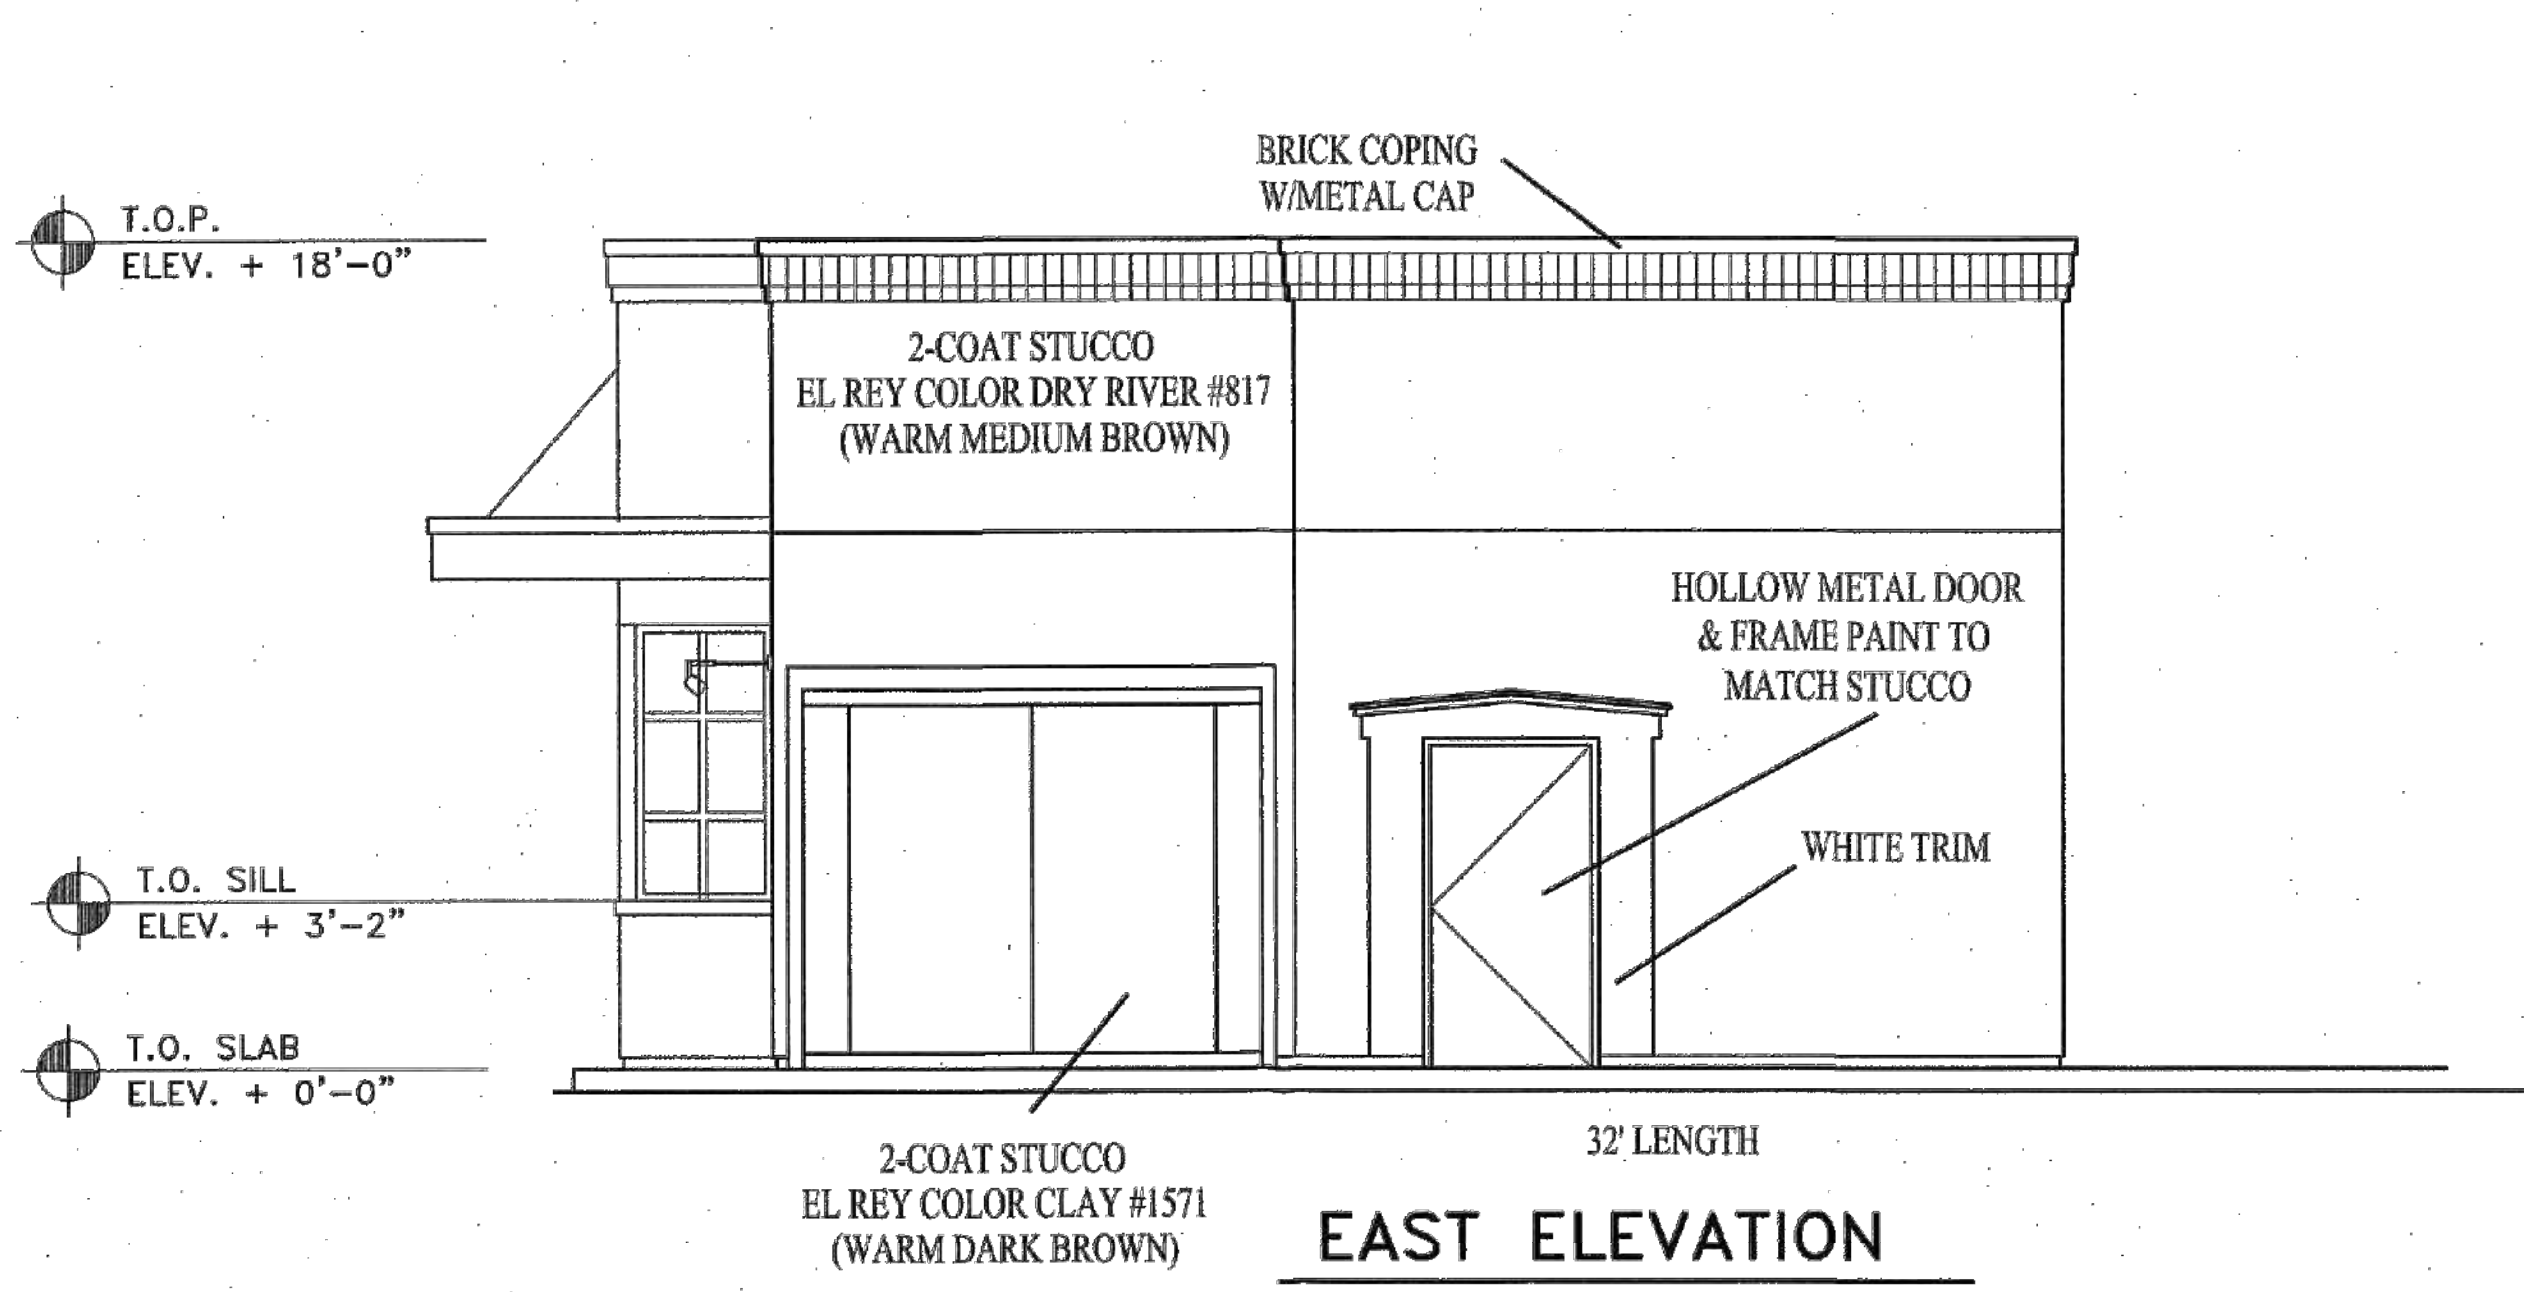 BRICK COPING
W/METAL CAP
T.O.P.
ELEV. + 18'-0"
2-COAT STUCCO
EL REY COLOR DRY RIVER #817
(WARM MEDIUM BROWN)
HOLLOW METAL DOOR
& FRAME PAINT TO
MATCH STUCCO
WHITE TRIM
T.O. SILL
ELEV. + 3'-2"
T.O. SLAB
ELEV. + 0'-0"
2-COAT STUCCO
EL REY COLOR CLAY #1571
(WARM DARK BROWN)
32' LENGTH
EAST ELEVATION